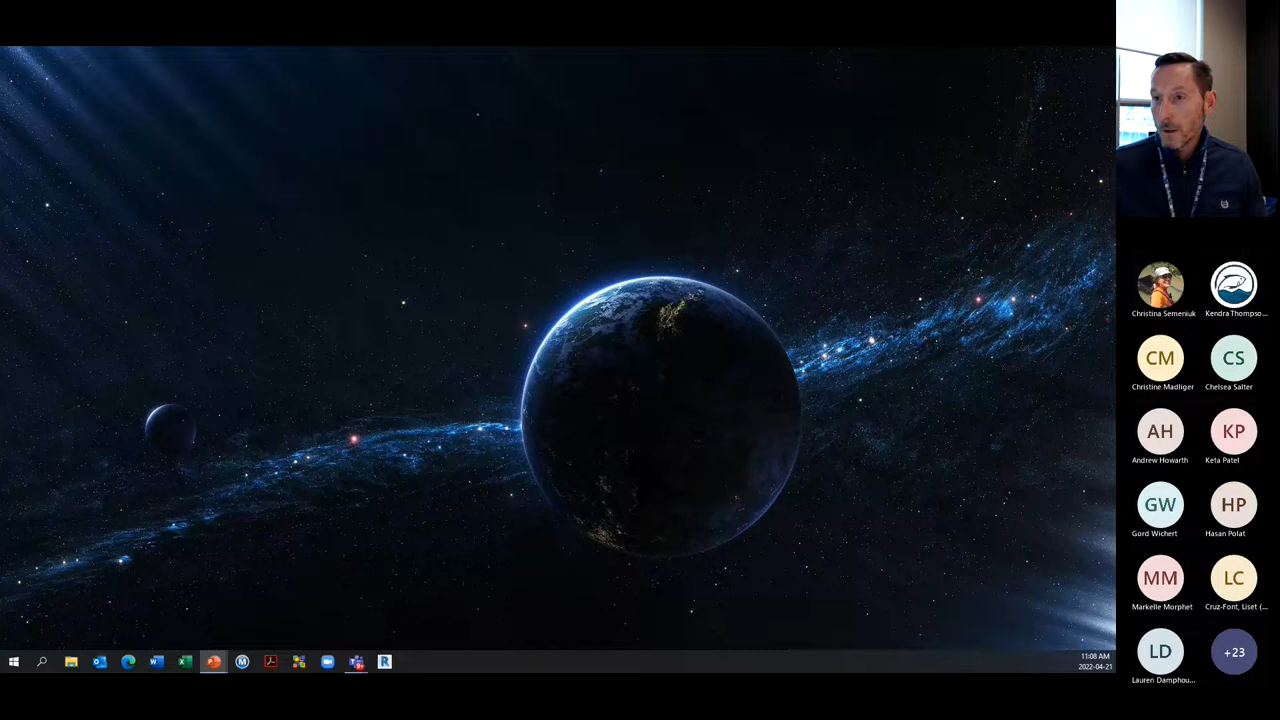 Christina Semeniuk
Kendra Thompso...
CM
CS
Christine Madliger
Chelsea Salter
AH
KP
Andrew Howarth
Keta Patel
GW
HP
Gord Wichert
Hasan Polat
MM
LC
Markelle Morphet
Cruz-Font, Liset (...
LD
+23
Lauren Damphou...
11:08 AM
2022-04-21